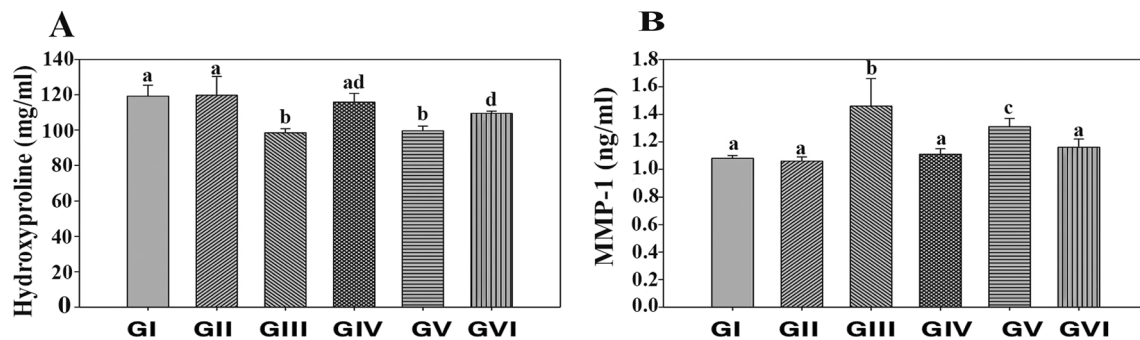 A
Hydroxyproline (mg/ml)
140
120
100
80
60
40
20
0
a
a
b
ad
b
d
GI GII GIII GIV GV GVI
B
MMP-1 (ng/ml)
1.8
1.6
1.4
1.2
1.0
0.8
0.6
0.4
0.2
0.0
a
a
b
a
c
a
GI GII GIII GIV GV GVI